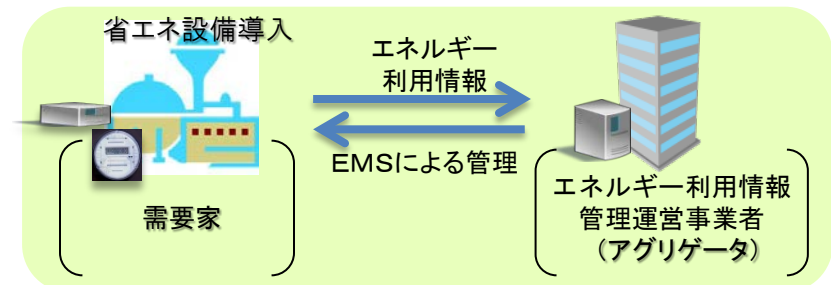 省エネ設備導入
エネルギー
利用情報
EMSによる管理
需要家
エネルギー利用情報
管理運営事業者
（アグリゲータ）